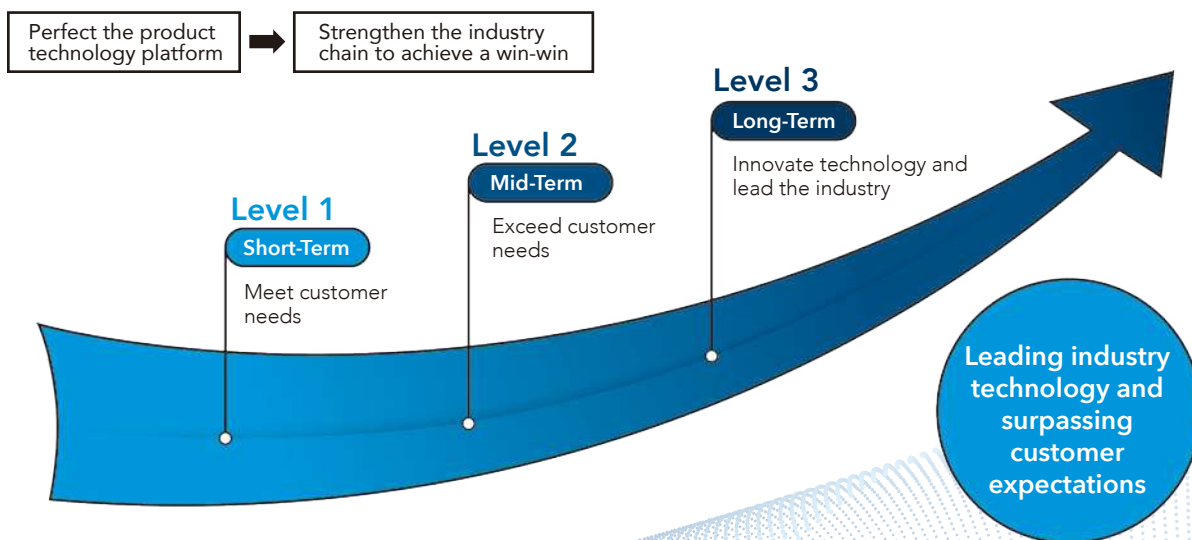 Perfect the product
technology platform
Strengthen the industry
chain to achieve a win-win
Level 1
Short-Term
Meet customer
needs
Level 2
Mid-Term
Exceed customer
needs
Level 3
Long-Term
Innovate technology and
lead the industry
Leading industry
technology and
surpassing
customer
expectations